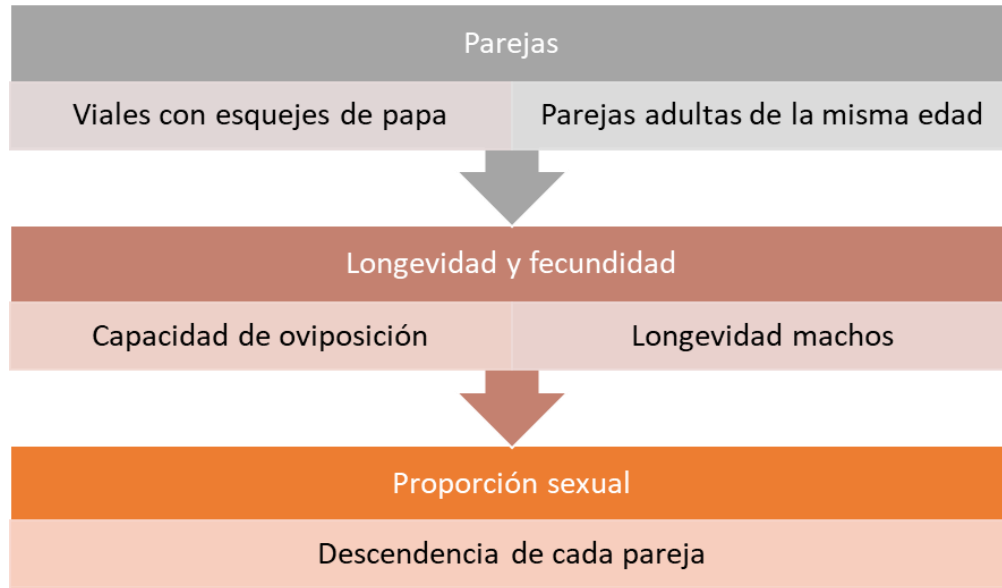 Parejas
Viales con esquejes de papa
Parejas adultas de la misma edad
Longevidad y fecundidad
Capacidad de oviposición
Longevidad machos
Proporción sexual
Descendencia de cada pareja